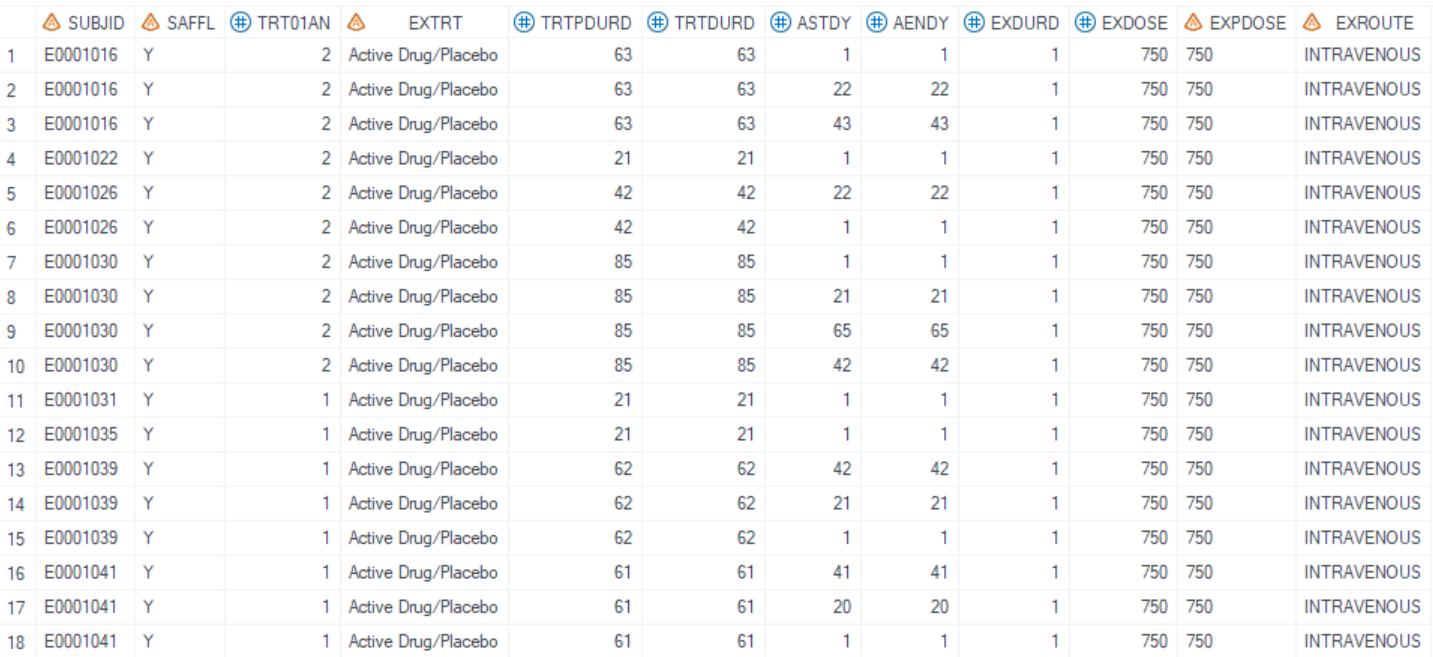 SUBJID SAFFL TRT01AN EXTRT TRTPDURD TRTDURD ASTDY AENDY EXDURD EXDOSE EXPDOSE EXROUTE
1 E0001016 Y 2 Active Drug/Placebo 63 63 1 1 1 750 750 INTRAVENOUS
2 E0001016 Y 2 Active Drug/Placebo 63 63 22 22 1 750 750 INTRAVENOUS
3 E0001016 Y 2 Active Drug/Placebo 63 63 43 43 1 750 750 INTRAVENOUS
4 E0001022 Y 2 Active Drug/Placebo 21 21 1 1 1 750 750 INTRAVENOUS
5 E0001026 Y 2 Active Drug/Placebo 42 42 22 22 1 750 750 INTRAVENOUS
6 E0001026 Y 2 Active Drug/Placebo 42 42 1 1 1 750 750 INTRAVENOUS
7 E0001030 Y 2 Active Drug/Placebo 85 85 1 1 1 750 750 INTRAVENOUS
8 E0001030 Y 2 Active Drug/Placebo 85 85 21 21 1 750 750 INTRAVENOUS
9 E0001030 Y 2 Active Drug/Placebo 85 85 65 65 1 750 750 INTRAVENOUS
10 E0001030 Y 2 Active Drug/Placebo 85 85 42 42 1 750 750 INTRAVENOUS
11 E0001031 Y 1 Active Drug/Placebo 21 21 1 1 1 750 750 INTRAVENOUS
12 E0001035 Y 1 Active Drug/Placebo 21 21 1 1 1 750 750 INTRAVENOUS
13 E0001039 Y 1 Active Drug/Placebo 62 62 42 42 1 750 750 INTRAVENOUS
14 E0001039 Y 1 Active Drug/Placebo 62 62 21 21 1 750 750 INTRAVENOUS
15 E0001039 Y 1 Active Drug/Placebo 62 62 1 1 1 750 750 INTRAVENOUS
16 E0001041 Y 1 Active Drug/Placebo 61 61 41 41 1 750 750 INTRAVENOUS
17 E0001041 Y 1 Active Drug/Placebo 61 61 20 20 1 750 750 INTRAVENOUS
18 E0001041 Y 1 Active Drug/Placebo 61 61 1 1 1 750 750 INTRAVENOUS